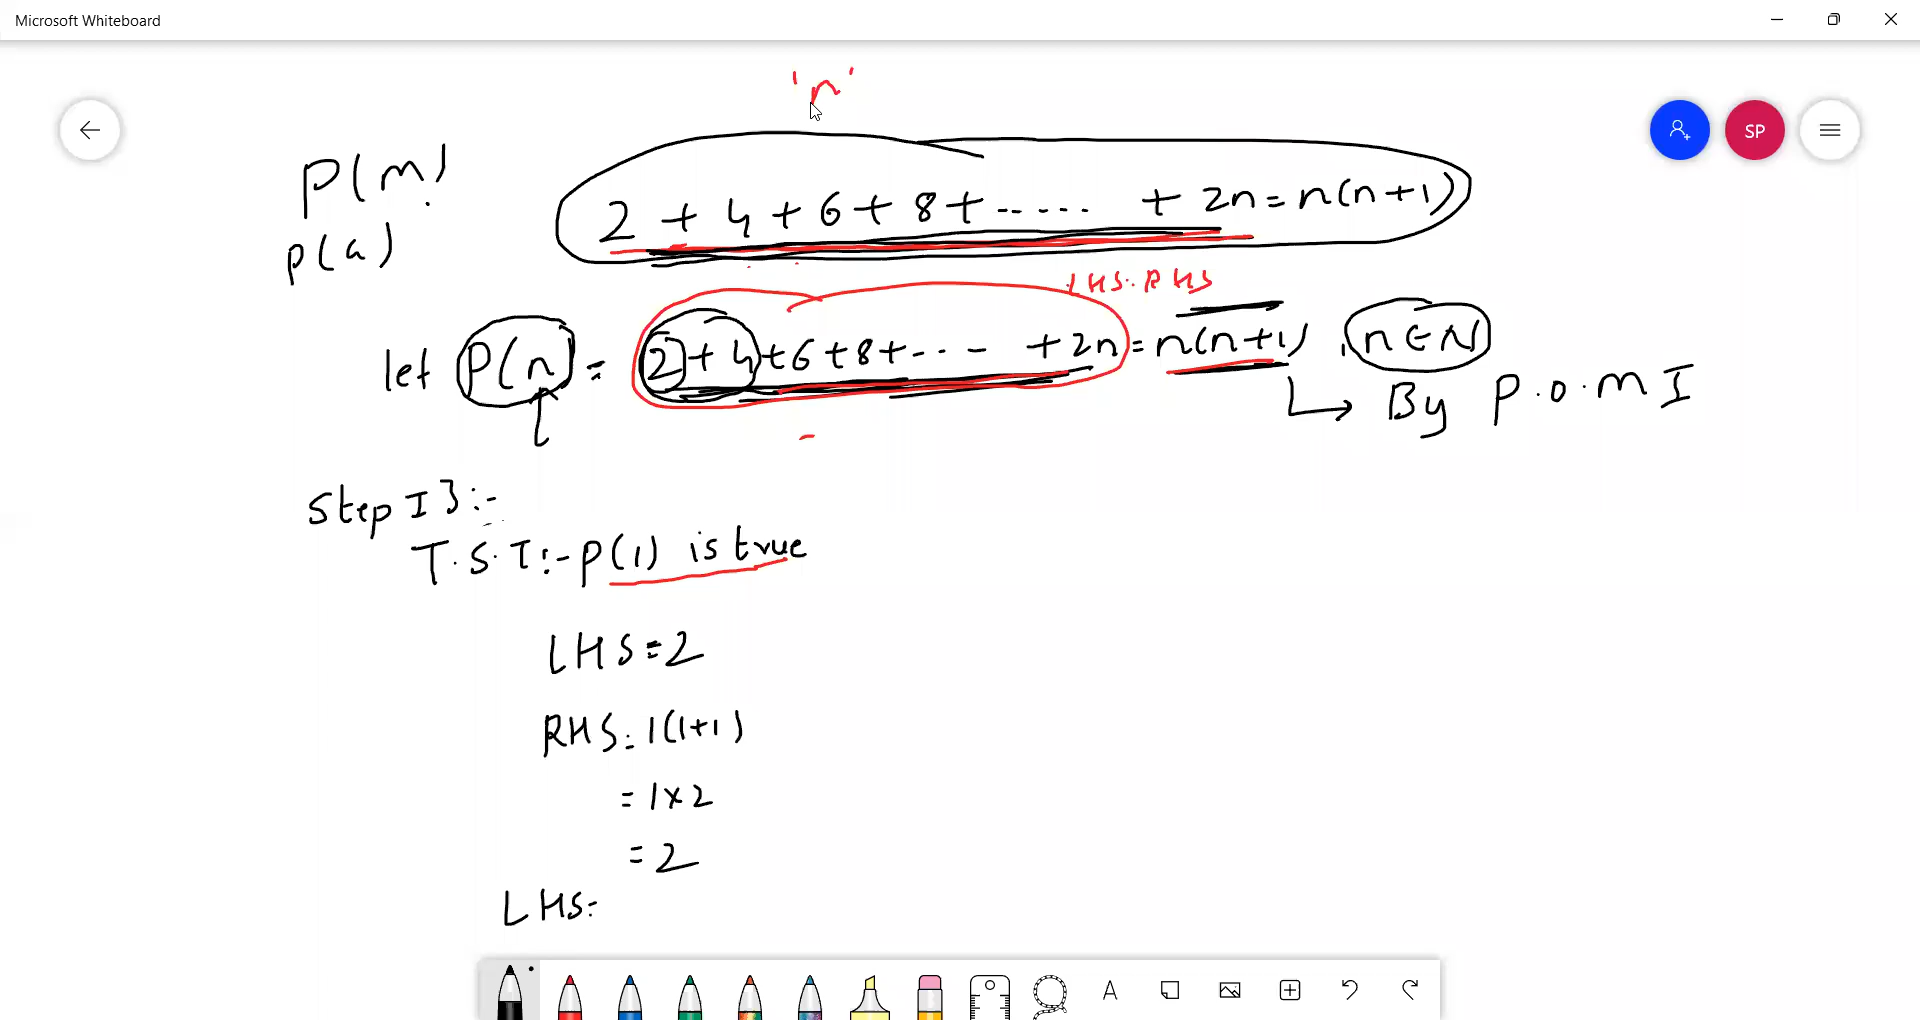 Microsoft Whiteboard
'n'
SP
P(m)
2 + 4 + 6 + 8 + ..... + 2n = n(n+1)
P(a)
LHS = RHS
let P(n) = 2 + 4 + 6 + 8 + ... - + 2n = n(n+1) , n ∈ N
By P.O.M I
Step I } :-
T.S.T :- P(1) is true
LHS = 2
RHS = 1(1+1)
= 1 × 2
= 2
LHS =
A